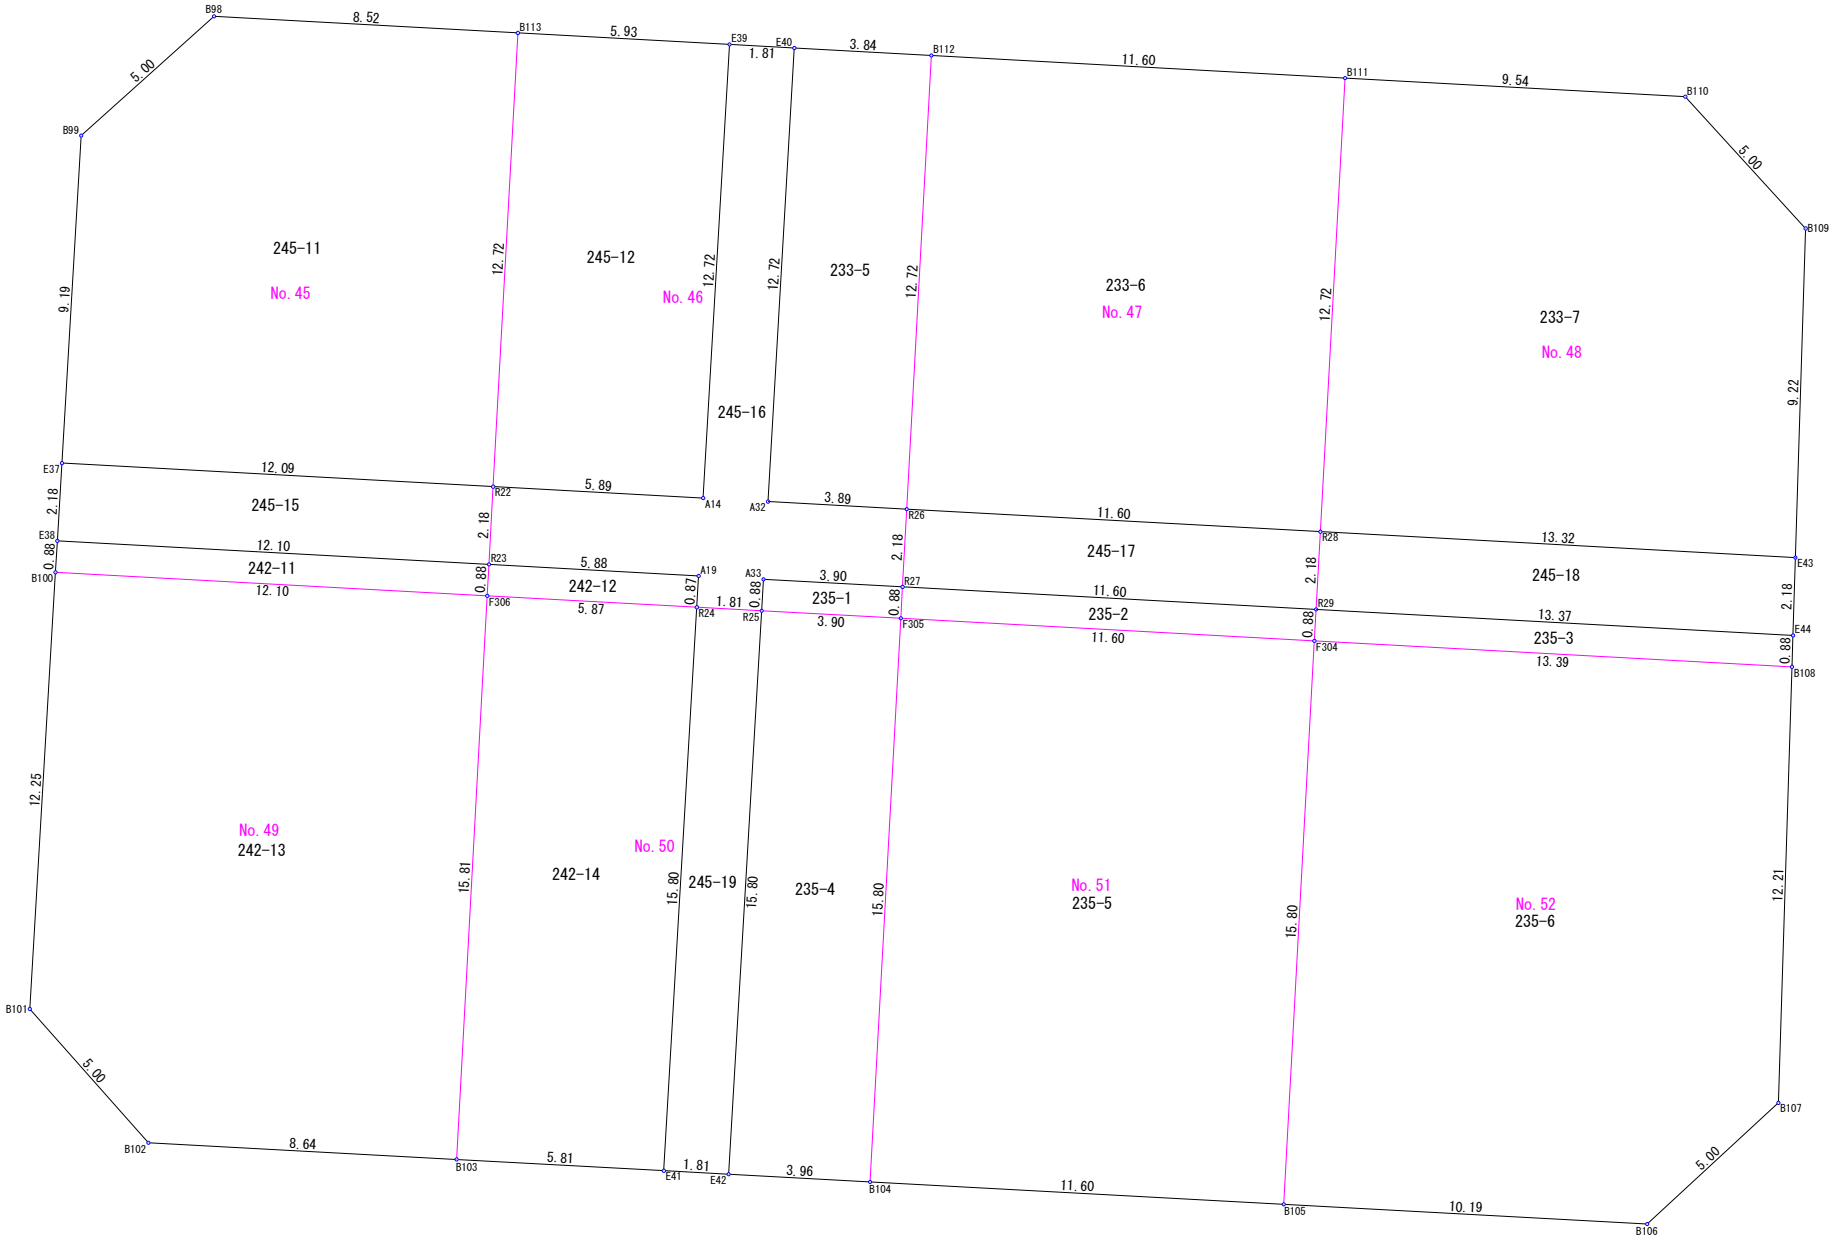 B98
8.52
B113
5.93
E39
1.81
E40
3.84
B112
11.60
B111
9.54
B110
5.00
B99
5.00
B109
245-11
No.45
12.72
245-12
No.46
12.72
12.72
233-5
12.72
233-6
No.47
12.72
233-7
No.48
9.19
9.22
245-16
E37
12.09
R22
5.89
A14
A32
3.89
R26
11.60
R28
13.32
E43
2.18
245-15
2.18
2.18
245-17
2.18
245-18
2.18
E38
12.10
R23
5.88
A19
A33
3.90
R27
11.60
R29
13.37
E44
0.88
242-11
0.88
242-12
0.87
0.88
235-1
0.88
235-2
0.88
235-3
0.88
B100
12.10
F306
5.87
R24
1.81
R25
3.90
F305
11.60
F304
13.39
B108
12.25
No.49
242-13
15.81
242-14
No.50
15.80
245-19
15.80
235-4
15.80
No.51
235-5
15.80
No.52
235-6
12.21
B101
5.00
B102
8.64
B103
5.81
E41
1.81
E42
3.96
B104
11.60
B105
10.19
B106
5.00
B107